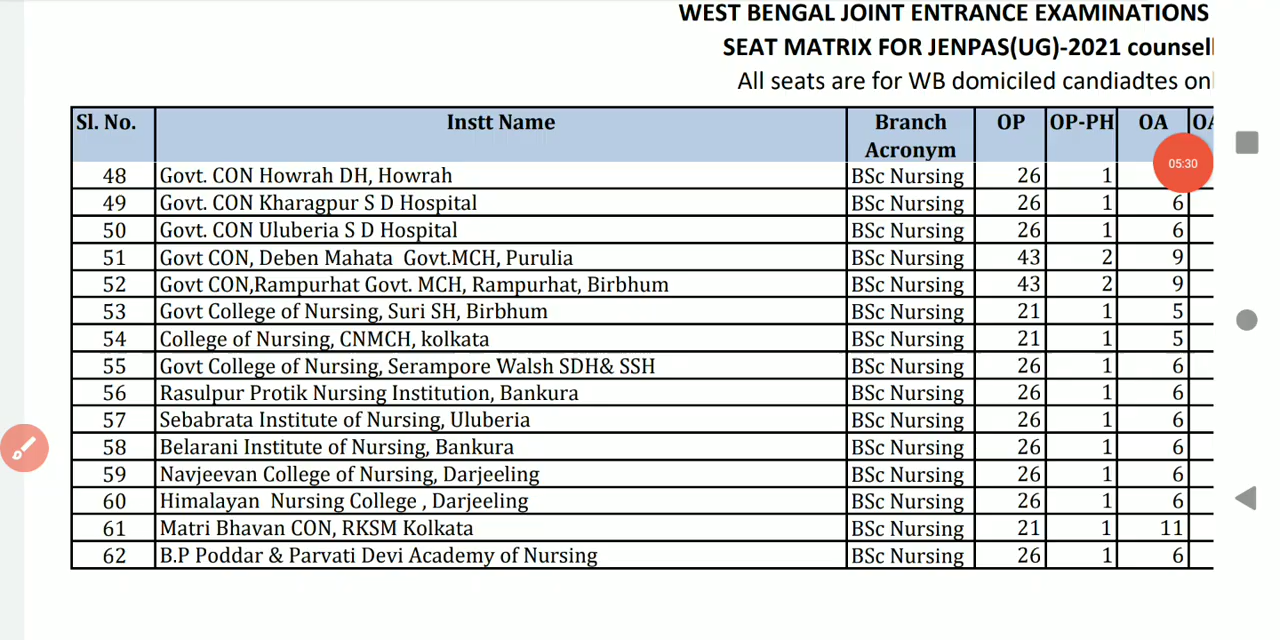 WEST BENGAL JOINT ENTRANCE EXAMINATIONS
SEAT MATRIX FOR JENPAS(UG)-2021 counsel
All seats are for WB domiciled candiadtes on
Sl. No. Instt Name Branch Acronym OP OP-PH OA OA
05:30
48 Govt. CON Howrah DH, Howrah BSc Nursing 26 1
49 Govt. CON Kharagpur S D Hospital BSc Nursing 26 1 6
50 Govt. CON Uluberia S D Hospital BSc Nursing 26 1 6
51 Govt CON, Deben Mahata Govt.MCH, Purulia BSc Nursing 43 2 9
52 Govt CON,Rampurhat Govt. MCH, Rampurhat, Birbhum BSc Nursing 43 2 9
53 Govt College of Nursing, Suri SH, Birbhum BSc Nursing 21 1 5
54 College of Nursing, CNMCH, kolkata BSc Nursing 21 1 5
55 Govt College of Nursing, Serampore Walsh SDH& SSH BSc Nursing 26 1 6
56 Rasulpur Protik Nursing Institution, Bankura BSc Nursing 26 1 6
57 Sebabrata Institute of Nursing, Uluberia BSc Nursing 26 1 6
58 Belarani Institute of Nursing, Bankura BSc Nursing 26 1 6
59 Navjeevan College of Nursing, Darjeeling BSc Nursing 26 1 6
60 Himalayan Nursing College , Darjeeling BSc Nursing 26 1 6
61 Matri Bhavan CON, RKSM Kolkata BSc Nursing 21 1 11
62 B.P Poddar & Parvati Devi Academy of Nursing BSc Nursing 26 1 6